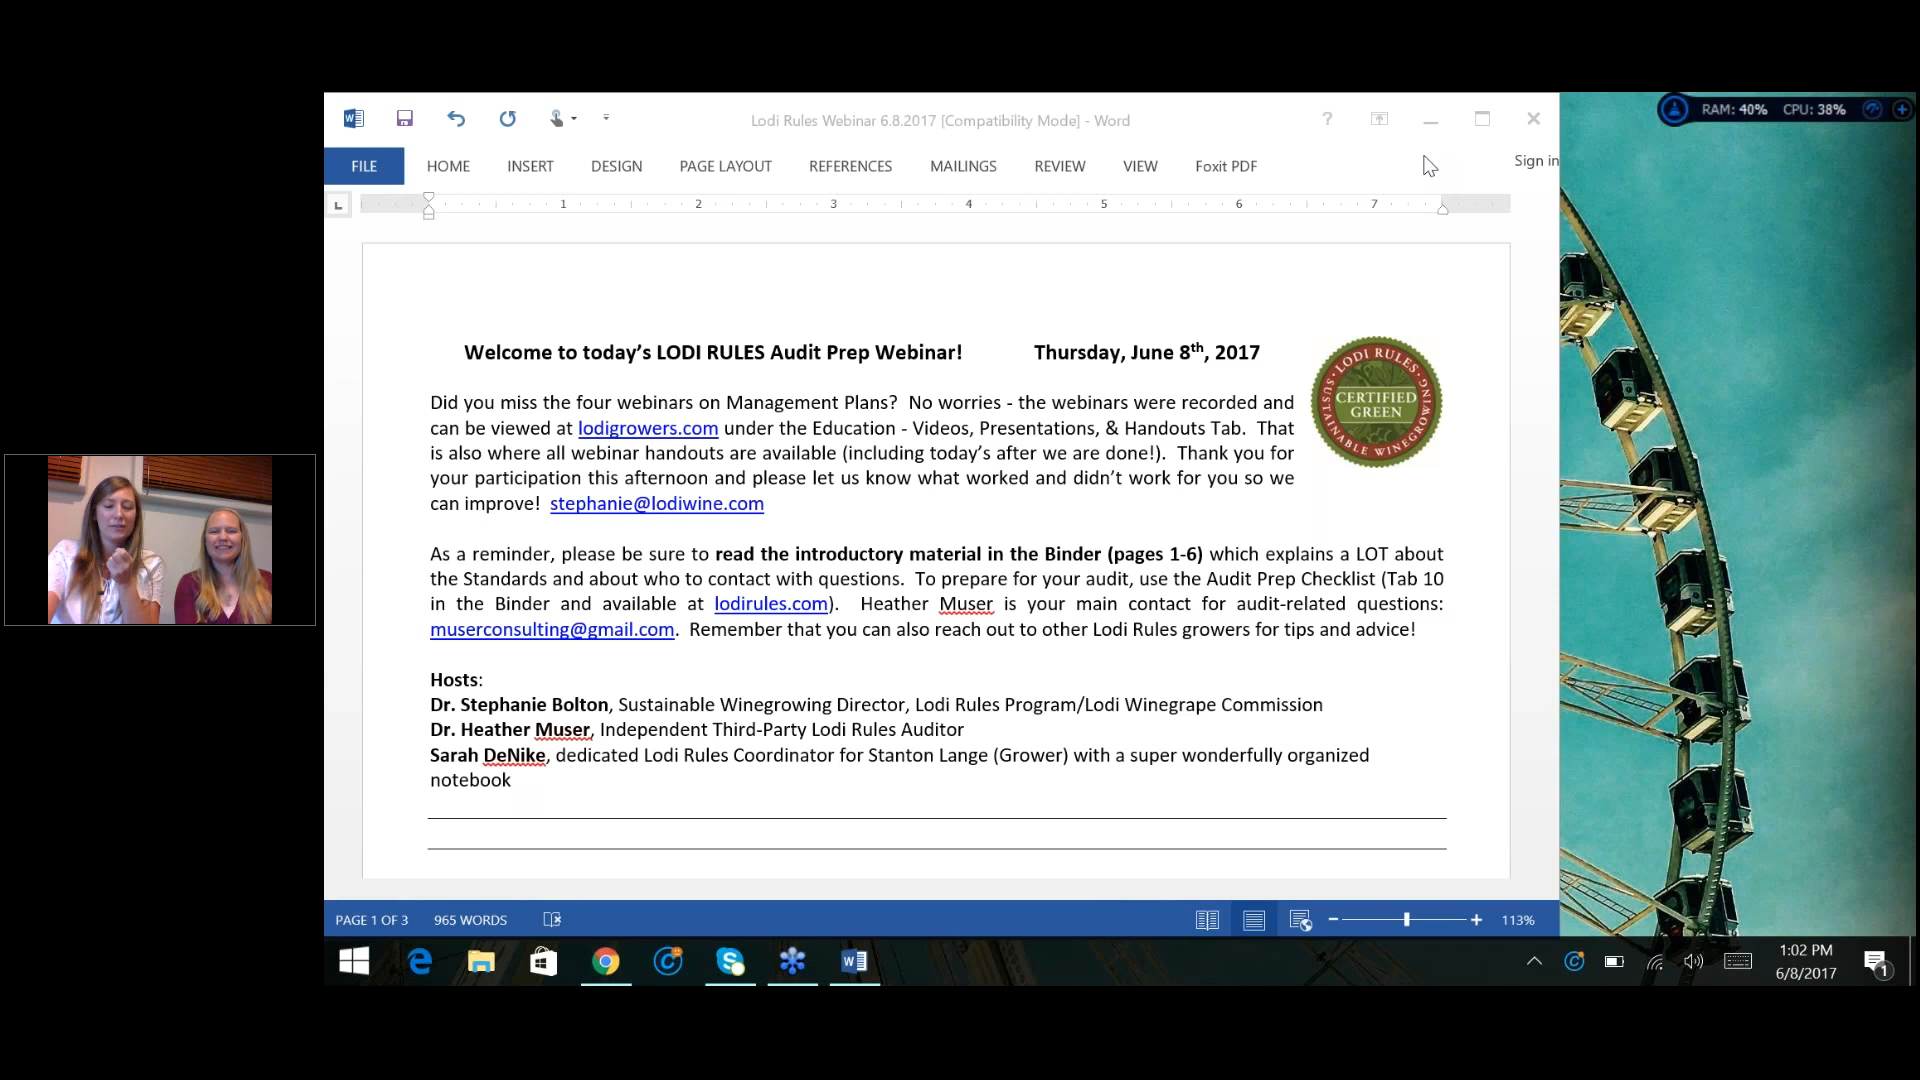 Lodi Rules Webinar 6.8.2017 [Compatibility Mode] - Word
RAM: 40% CPU: 38%
FILE HOME INSERT DESIGN PAGE LAYOUT REFERENCES MAILINGS REVIEW VIEW Foxit PDF Sign in
1 2 3 4 5 6 7
Welcome to today's LODI RULES Audit Prep Webinar! Thursday, June 8th, 2017
LODI RULES
CERTIFIED
GREEN
SUSTAINABLE WINEGROWING
Did you miss the four webinars on Management Plans? No worries - the webinars were recorded and
can be viewed at lodigrowers.com under the Education - Videos, Presentations, & Handouts Tab. That
is also where all webinar handouts are available (including today's after we are done!). Thank you for
your participation this afternoon and please let us know what worked and didn't work for you so we
can improve! stephanie@lodiwine.com
As a reminder, please be sure to read the introductory material in the Binder (pages 1-6) which explains a LOT about
the Standards and about who to contact with questions. To prepare for your audit, use the Audit Prep Checklist (Tab 10
in the Binder and available at lodirules.com). Heather Muser is your main contact for audit-related questions:
muserconsulting@gmail.com. Remember that you can also reach out to other Lodi Rules growers for tips and advice!
Hosts:
Dr. Stephanie Bolton, Sustainable Winegrowing Director, Lodi Rules Program/Lodi Winegrape Commission
Dr. Heather Muser, Independent Third-Party Lodi Rules Auditor
Sarah DeNike, dedicated Lodi Rules Coordinator for Stanton Lange (Grower) with a super wonderfully organized
notebook
PAGE 1 OF 3 965 WORDS 113%
1:02 PM
6/8/2017
1